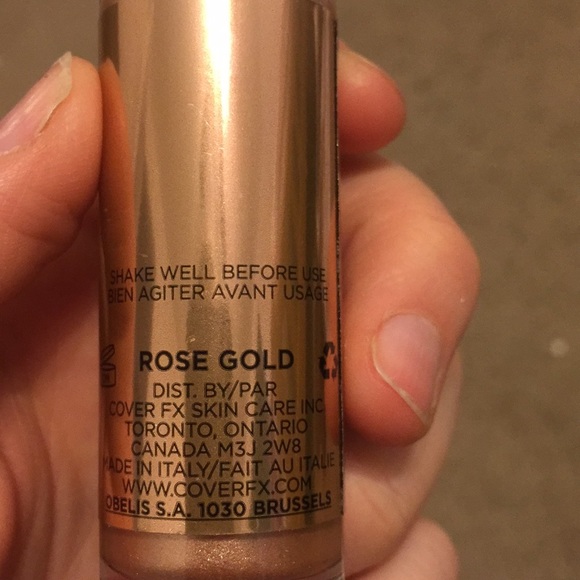 SHAKE WELL BEFORE USE
BIEN AGITER AVANT USAGE
ROSE GOLD
DIST. BY/PAR
COVER FX SKIN CARE INC.
TORONTO, ONTARIO
CANADA M3J 2W8
MADE IN ITALY/FAIT AU ITALIE
WWW.COVERFX.COM
OBELIS S.A. 1030 BRUSSELS